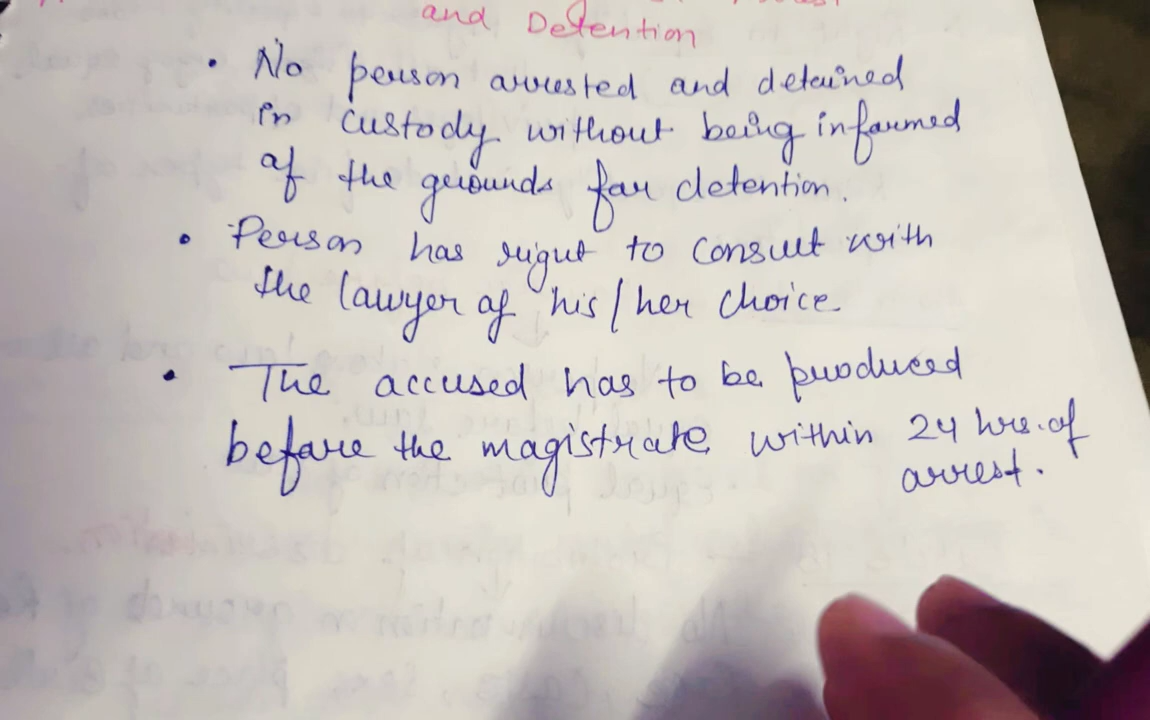 and Detention
• No person arrested and detained
in custody without being informed
of the grounds for detention.
• Person has right to consult with
the lawyer of his/her choice
• The accused has to be produced
before the magistrate within 24 hrs. of
arrest.